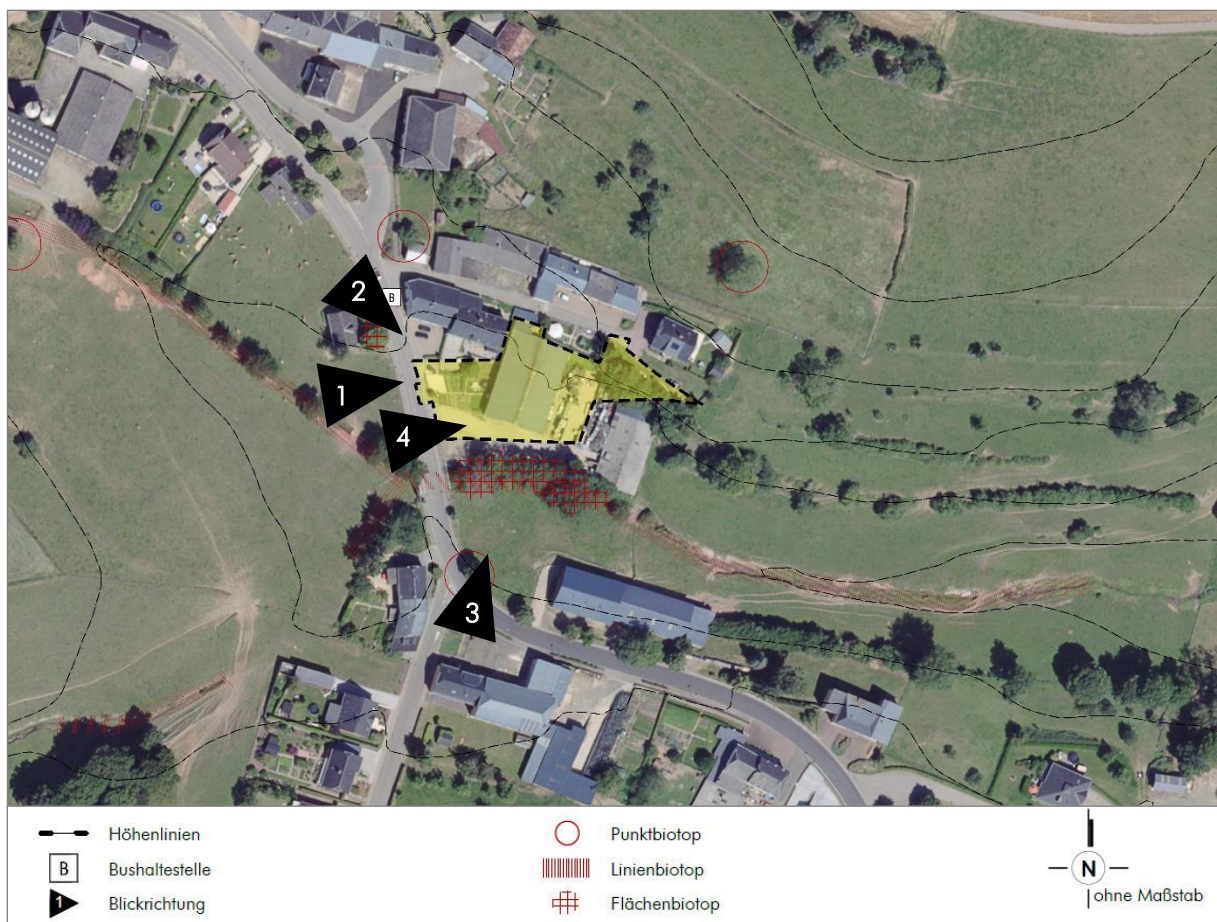 2
B
1
4
3
Höhenlinien
B Bushaltestelle
1 Blickrichtung
Punktbiotop
Linienbiotop
Flächenbiotop
N
ohne Maßstab